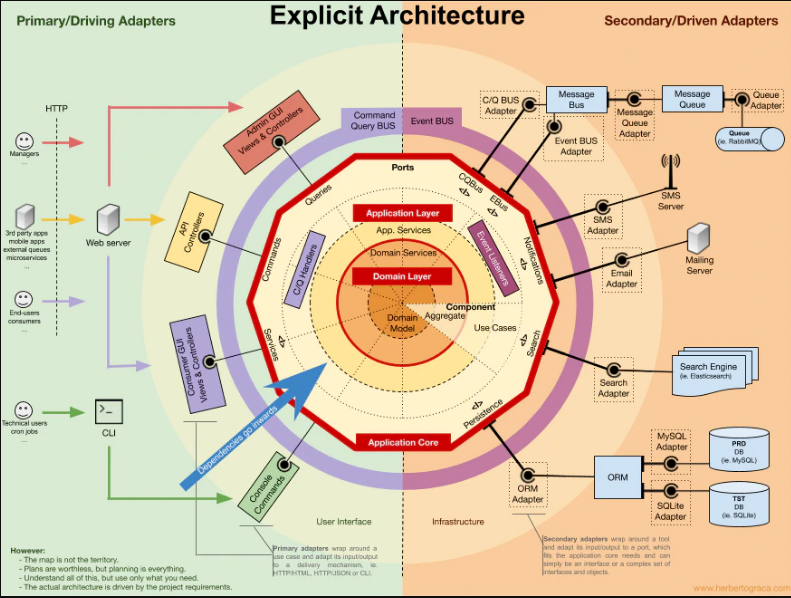 Explicit Architecture
Primary/Driving Adapters
Secondary/Driven Adapters
HTTP
Managers
...
3rd party apps
mobile apps
external queues
microservices
...
End-users
consumers
...
Technical users
cron jobs
...
Web server
>_
CLI
Admin GUI
Views & Controllers
API
Controllers
Consumer GUI
Views & Controllers
Console
Commands
Command
Query BUS
Event BUS
Ports
Queries
Commands
Services
</>
CQBus
</>
EBus
</>
Notifications
</>
Search
</>
Persistence
</>
Application Layer
App. Services
Domain Services
Domain Layer
Domain
Model
C/Q Handlers
Event Listeners
Component
Aggregate
Use Cases
Application Core
Dependencies go inwards
C/Q BUS
Adapter
Message
Bus
Event BUS
Adapter
Message
Queue
Adapter
Message
Queue
Queue
Adapter
Queue
(ie. RabbitMQ)
SMS
Adapter
SMS
Server
Email
Adapter
Mailing
Server
Search
Adapter
Search Engine
(ie. Elasticsearch)
ORM
Adapter
ORM
MySQL
Adapter
PRD
DB
(ie. MySQL)
SQLite
Adapter
TST
DB
(ie. SQLite)
User Interface
Infrastructure
Primary adapters wrap around a
use case and adapt its input/output
to a delivery mechanism, ie.
HTTP/HTML, HTTP/JSON or CLI.
Secondary adapters wrap around a tool
and adapt its input/output to a port, which
fits the application core needs and can
simply be an interface or a complex set of
interfaces and objects.
However:
- The map is not the territory.
- Plans are worthless, but planning is everything.
- Understand all of this, but use only what you need.
- The actual architecture is driven by the project requirements.
www.herbertograca.com